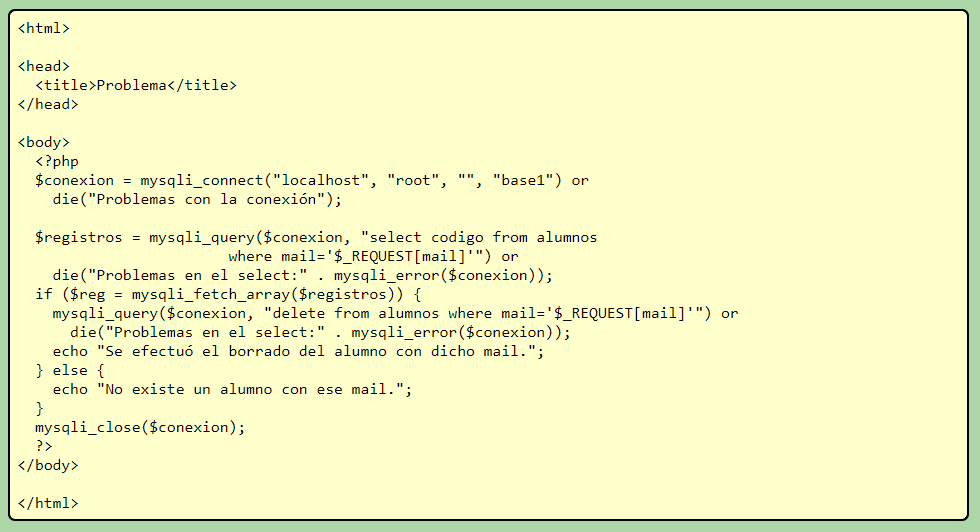 <html>

<head>
  <title>Problema</title>
</head>

<body>
  <?php
  $conexion = mysqli_connect("localhost", "root", "", "base1") or
    die("Problemas con la conexión");

  $registros = mysqli_query($conexion, "select codigo from alumnos
                        where mail='$_REQUEST[mail]'") or
    die("Problemas en el select:" . mysqli_error($conexion));
  if ($reg = mysqli_fetch_array($registros)) {
    mysqli_query($conexion, "delete from alumnos where mail='$_REQUEST[mail]'") or
      die("Problemas en el select:" . mysqli_error($conexion));
    echo "Se efectuó el borrado del alumno con dicho mail.";
  } else {
    echo "No existe un alumno con ese mail.";
  }
  mysqli_close($conexion);
  ?>
</body>

</html>